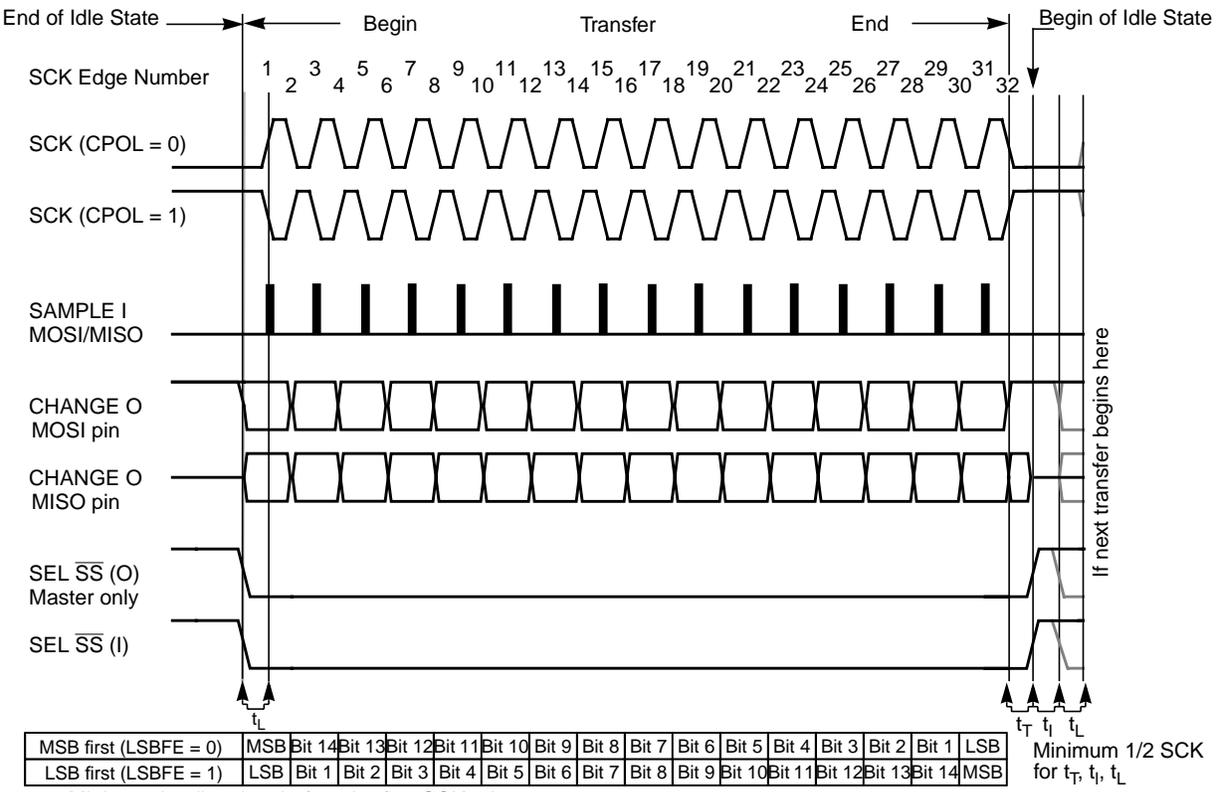 End of Idle State
Begin
Transfer
End
Begin of Idle State
SCK Edge Number
1 3 5 7 9 11 13 15 17 19 21 23 25 27 29 31
2 4 6 8 10 12 14 16 18 20 22 24 26 28 30 32
SCK (CPOL = 0)
SCK (CPOL = 1)
SAMPLE I
MOSI/MISO
CHANGE O
MOSI pin
CHANGE O
MISO pin
SEL SS (O)
Master only
SEL SS (I)
If next transfer begins here
tL
tT tI tL
MSB first (LSBFE = 0) MSB Bit 14 Bit 13 Bit 12 Bit 11 Bit 10 Bit 9 Bit 8 Bit 7 Bit 6 Bit 5 Bit 4 Bit 3 Bit 2 Bit 1 LSB
LSB first (LSBFE = 1) LSB Bit 1 Bit 2 Bit 3 Bit 4 Bit 5 Bit 6 Bit 7 Bit 8 Bit 9 Bit 10 Bit 11 Bit 12 Bit 13 Bit 14 MSB
Minimum 1/2 SCK
for tT, tI, tL